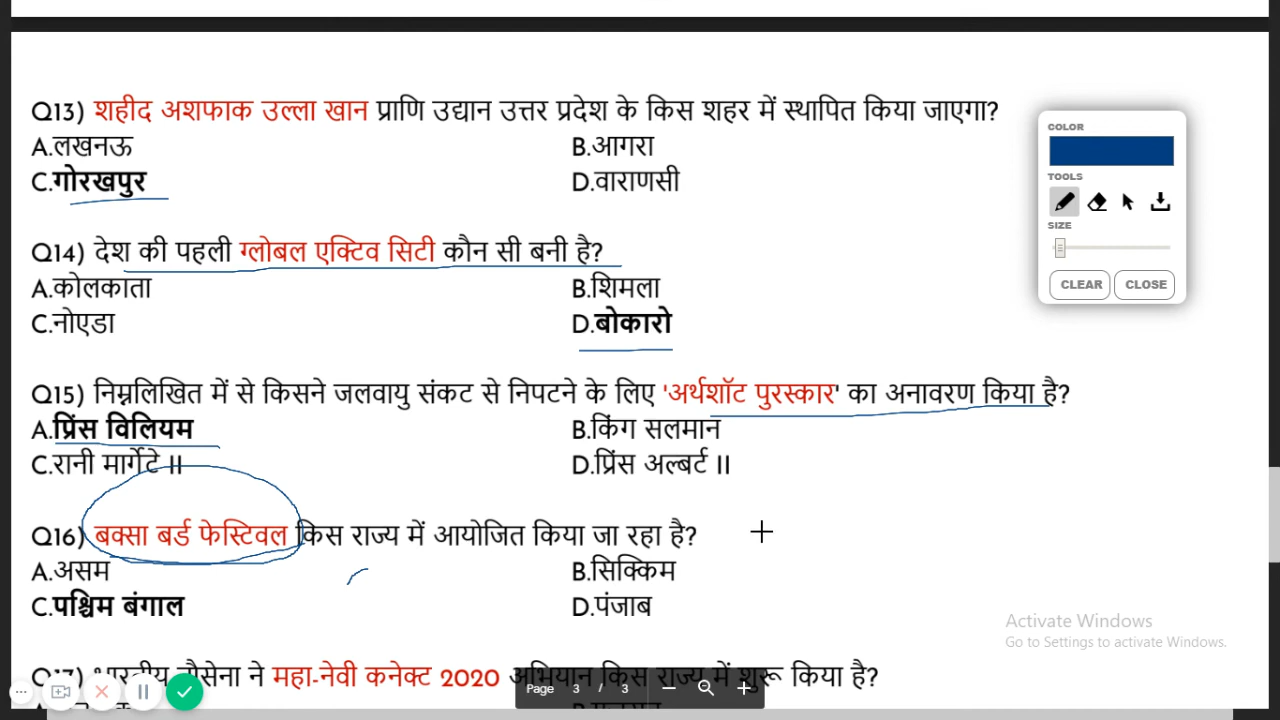 Q13) शहीद अशफाक उल्ला खान प्राणि उद्यान उत्तर प्रदेश के किस शहर में स्थापित किया जाएगा?
A.लखनऊ B.आगरा
C.गोरखपुर D.वाराणसी
Q14) देश की पहली ग्लोबल एक्टिव सिटी कौन सी बनी है?
A.कोलकाता B.शिमला
C.नोएडा D.बोकारो
Q15) निम्नलिखित में से किसने जलवायु संकट से निपटने के लिए 'अर्थशॉट पुरस्कार' का अनावरण किया है?
A.प्रिंस विलियम B.किंग सलमान
C.रानी मार्गेटे II D.प्रिंस अल्बर्ट II
Q16) बक्सा बर्ड फेस्टिवल किस राज्य में आयोजित किया जा रहा है?
A.असम B.सिक्किम
C.पश्चिम बंगाल D.पंजाब
Q17) भारतीय नौसेना ने महा-नेवी कनेक्ट 2020 अभियान किस राज्य में शुरू किया है?
COLOR
TOOLS
SIZE
CLEAR CLOSE
Activate Windows
Go to Settings to activate Windows.
Page 3 / 3